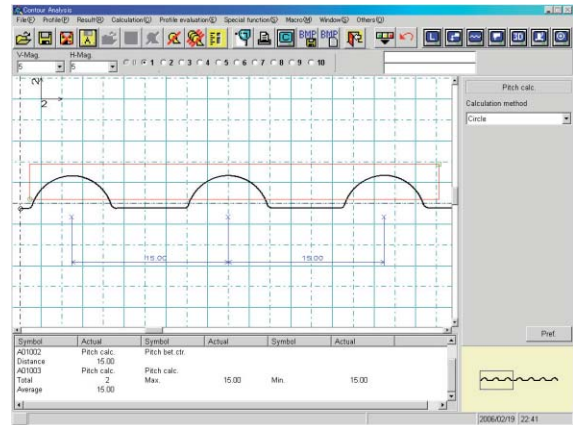 Contour Analysis
File(F) Profile(P) Result(R) Calculation(C) Profile evaluation(E) Special function(S) Macro(M) Window(W) Others(O)
V-Mag. H-Mag.
5 5 0 1 2 3 4 5 6 7 8 9 10
Pitch calc.
Calculation method
Circle
Z
2
15.00 15.00
Pref.
Symbol Actual Symbol Actual Symbol Actual
A01002 Pitch calc. Pitch bet.ctr.
Distance 15.00
A01003 Pitch calc. Pitch calc.
Total 2 Max. 15.00 Min. 15.00
Average 15.00
2006/02/19 22:41